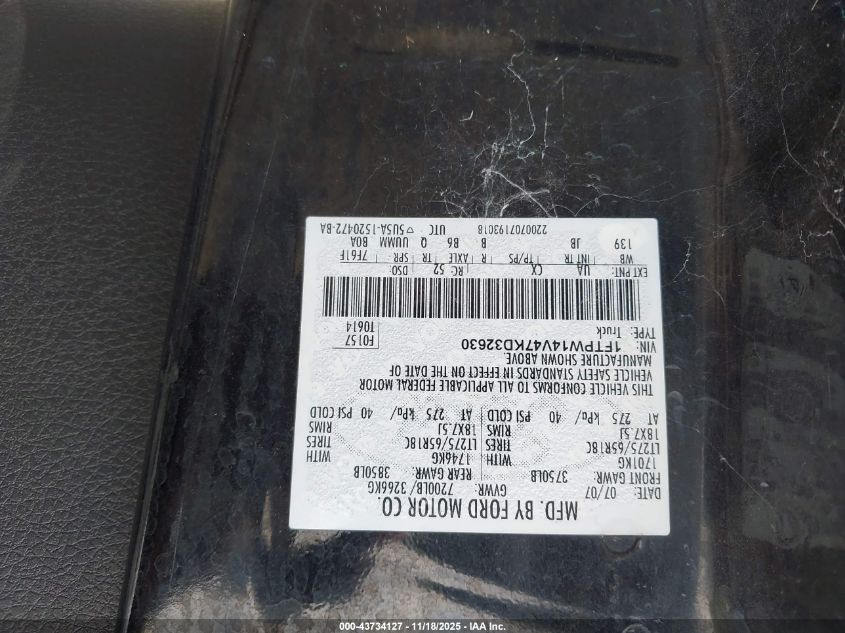 MFD. BY FORD MOTOR CO.
DATE: 07/07 GVWR: 7200LB/ 3266KG
FRONT GAWR: 3750LB REAR GAWR: 3850LB
1701KG WITH 1746KG WITH
LT275/65R18C TIRES LT275/65R18C TIRES
18X7.5J RIMS 18X7.5J RIMS
AT 275 kPa/ 40 PSI COLD AT 275 kPa/ 40 PSI COLD
THIS VEHICLE CONFORMS TO ALL APPLICABLE FEDERAL MOTOR
VEHICLE SAFETY STANDARDS IN EFFECT ON THE DATE OF
MANUFACTURE SHOWN ABOVE.
VIN: 1FTPW14V47KD32630 F0157
TYPE: Truck T0614
EXT PNT: UA CX RC: 52 DSO:
WB INT TR TP/PS R AXLE TR SPR 7F61F
139 JB B B6 Q UUMM BOA
2200707193018 UTC ▽ 5U5A-1520472-BA
000-43734127 - 11/18/2025 - IAA Inc.